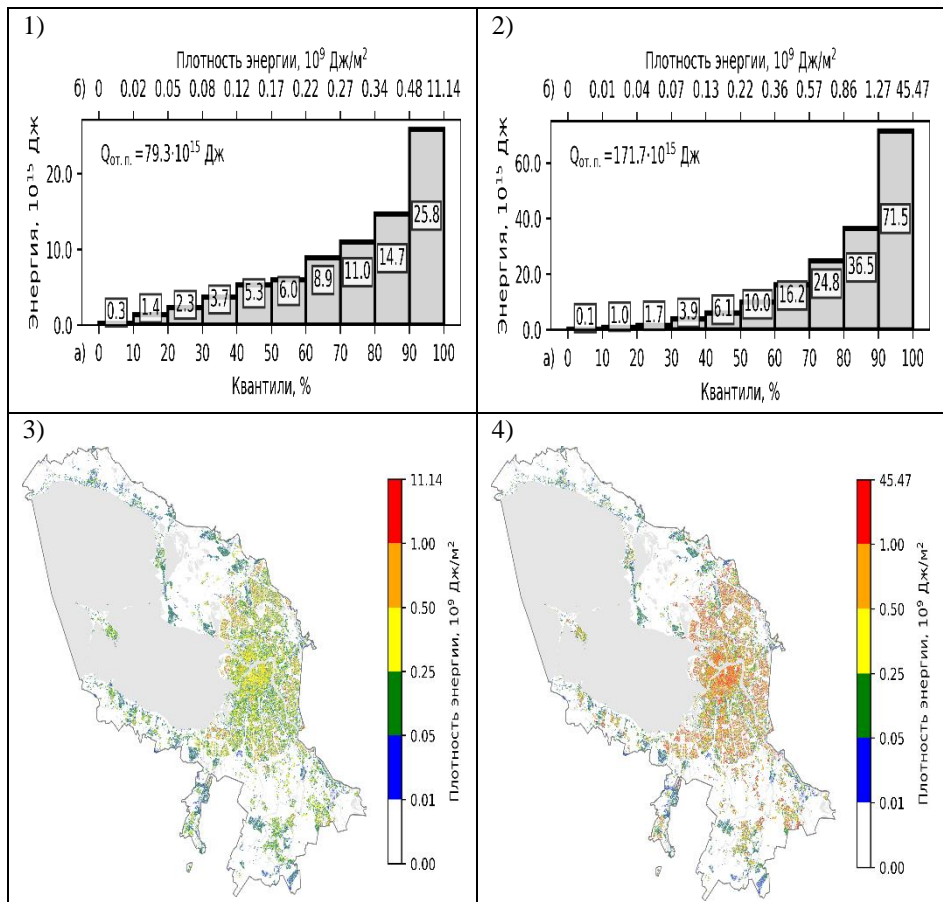 1)
Плотность энергии, 10⁹ Дж/м²
б) 0 0.02 0.05 0.08 0.12 0.17 0.22 0.27 0.34 0.48 11.14
Энергия, 10¹⁵ Дж
20.0
10.0
0.0
Qот. п. =79.3·10¹⁵ Дж
0.3 1.4 2.3 3.7 5.3 6.0 8.9 11.0 14.7 25.8
а) 0 10 20 30 40 50 60 70 80 90 100
Квантили, %
2)
Плотность энергии, 10⁹ Дж/м²
б) 0 0.01 0.04 0.07 0.13 0.22 0.36 0.57 0.86 1.27 45.47
Энергия, 10¹⁵ Дж
60.0
40.0
20.0
0.0
Qот. п. =171.7·10¹⁵ Дж
0.1 1.0 1.7 3.9 6.1 10.0 16.2 24.8 36.5 71.5
а) 0 10 20 30 40 50 60 70 80 90 100
Квантили, %
3)
11.14
1.00
0.50
0.25
0.05
0.01
0.00
Плотность энергии, 10⁹ Дж/м²
4)
45.47
1.00
0.50
0.25
0.05
0.01
0.00
Плотность энергии, 10⁹ Дж/м²